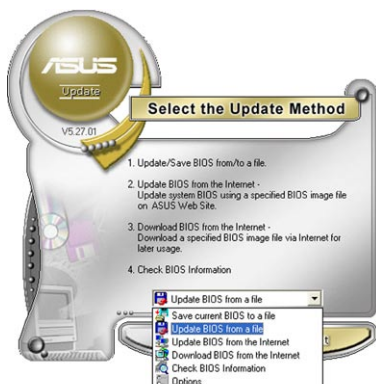 ASUS
Update
V5.27.01
Select the Update Method
1. Update/Save BIOS from/to a file.
2. Update BIOS from the Internet -
Update system BIOS using a specified BIOS image file
on ASUS Web Site.
3. Download BIOS from the Internet -
Download a specified BIOS image file via Internet for
later usage.
4. Check BIOS Information
Update BIOS from a file
Save current BIOS to a file
Update BIOS from a file
Update BIOS from the Internet
Download BIOS from the Internet
Check BIOS Information
Options